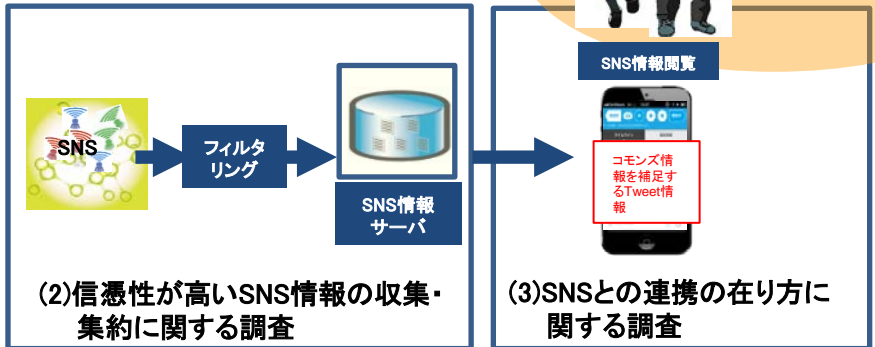 SNS
フィルタ
リング
SNS情報
サーバ
(2)信憑性が高いSNS情報の収集・
集約に関する調査
SNS情報閲覧
コモンズ情
報を補足す
るTweet情
報
(3)SNSとの連携の在り方に
関する調査